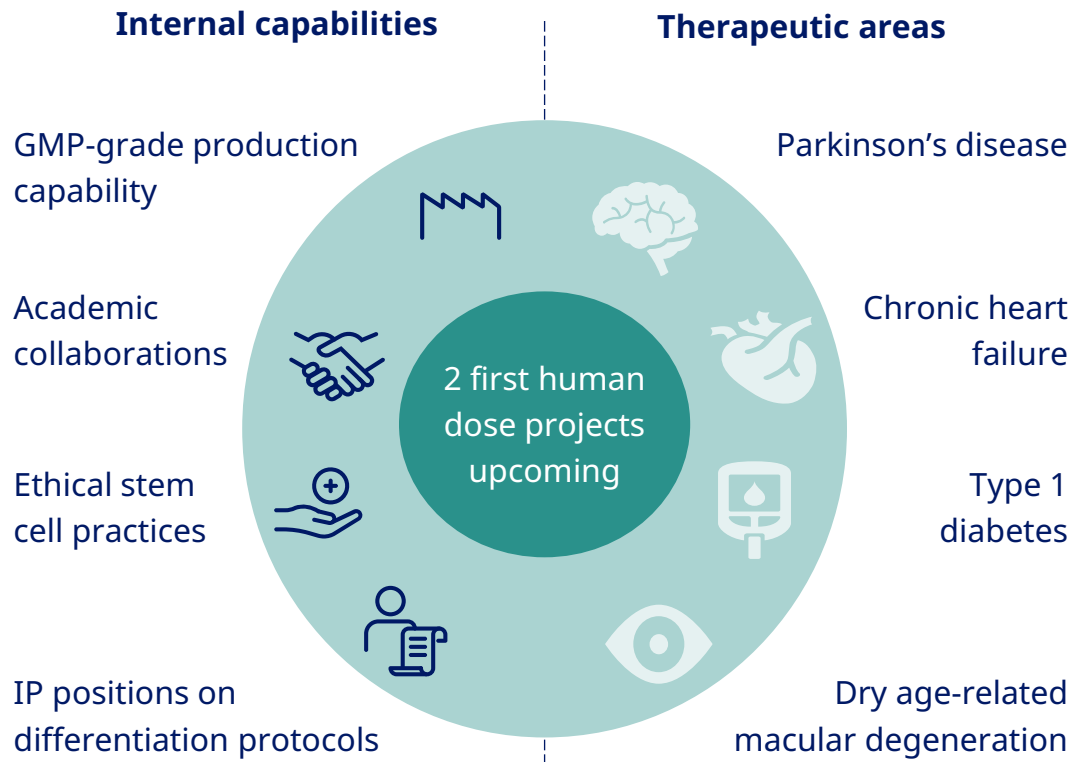 Internal capabilities
GMP-grade production
capability
Academic
collaborations
Ethical stem
cell practices
IP positions on
differentiation protocols
2 first human
dose projects
upcoming
Therapeutic areas
Parkinson’s disease
Chronic heart
failure
Type 1
diabetes
Dry age-related
macular degeneration